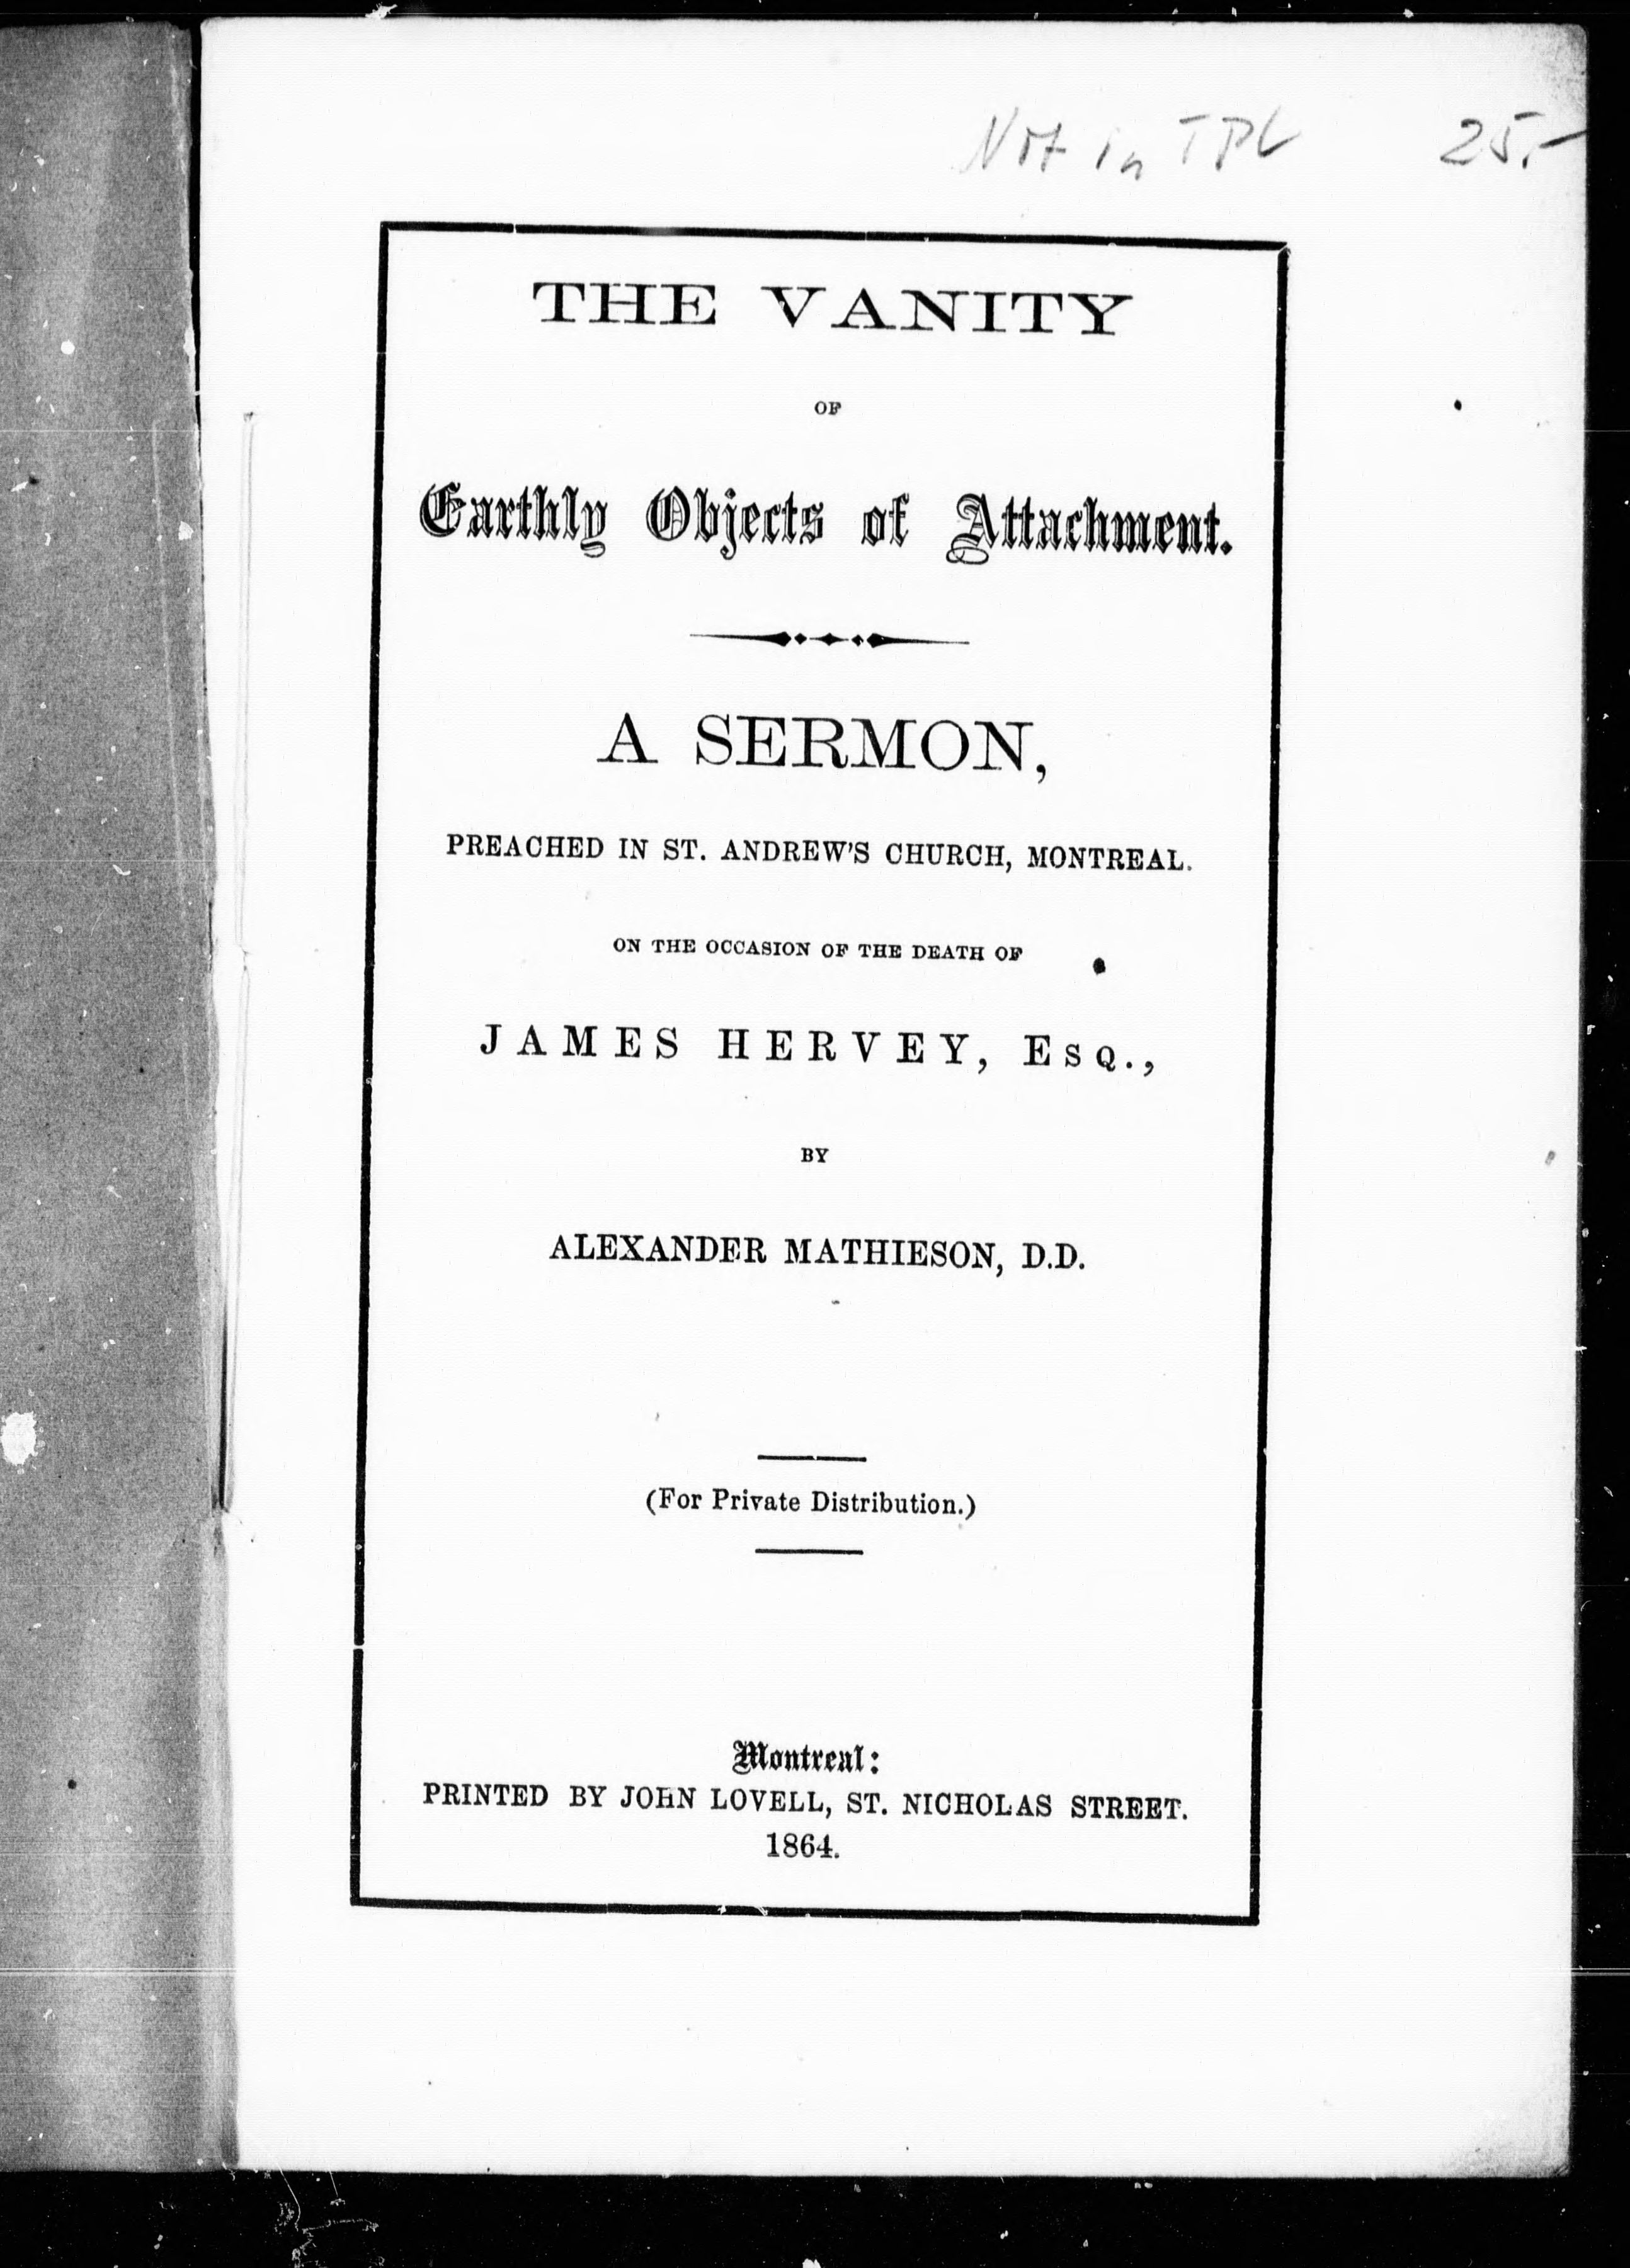 Not in TPL 25.-
THE VANITY
OF
Earthly Objects of Attachment.
A SERMON,
PREACHED IN ST. ANDREW'S CHURCH, MONTREAL.
ON THE OCCASION OF THE DEATH OF
JAMES HERVEY, ESQ.,
BY
ALEXANDER MATHIESON, D.D.
(For Private Distribution.)
Montreal:
PRINTED BY JOHN LOVELL, ST. NICHOLAS STREET.
1864.